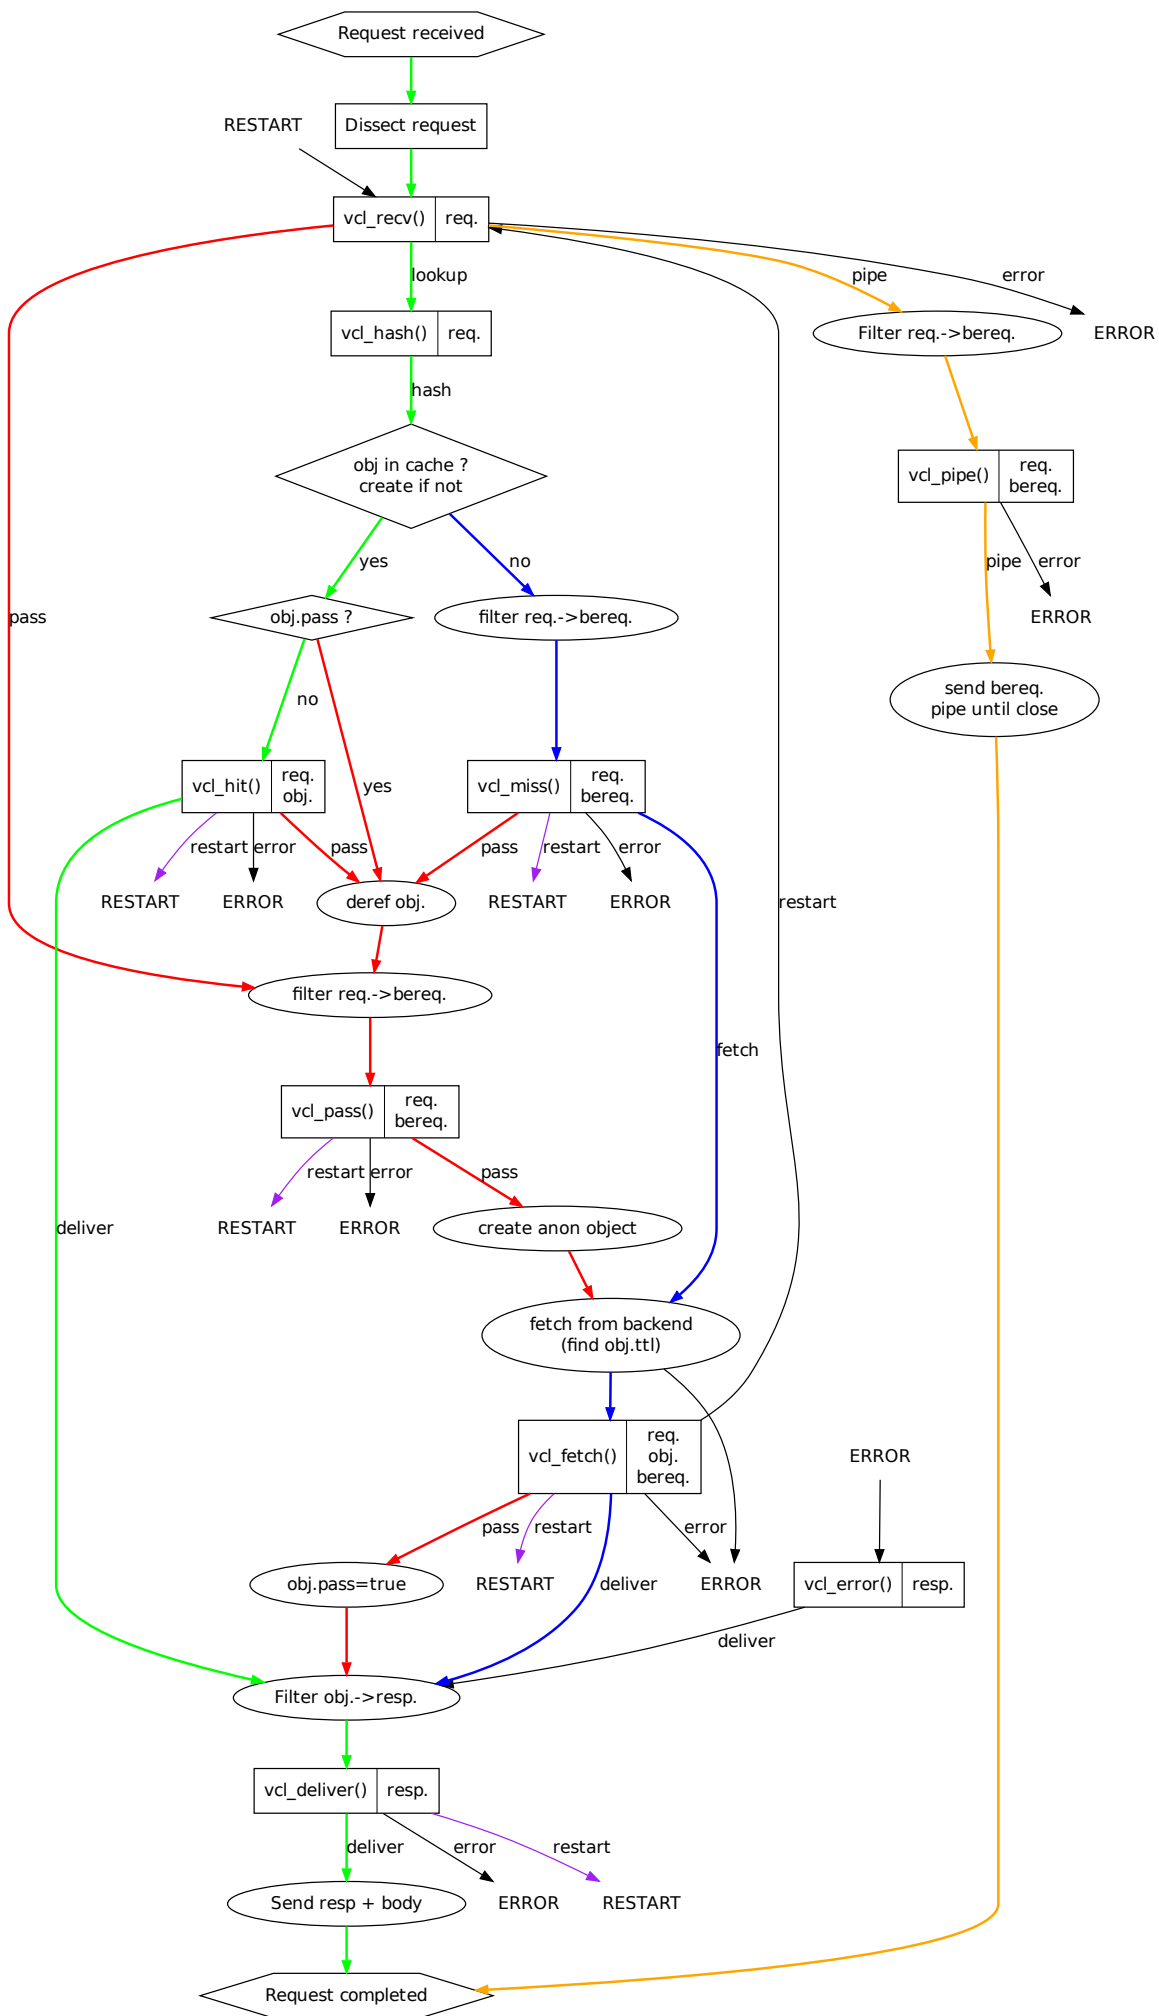 Request received
Dissect request
RESTART
vcl_recv()
req.
lookup
pipe
error
vcl_hash()
req.
Filter req.->bereq.
ERROR
hash
obj in cache ?
create if not
vcl_pipe()
req.
bereq.
yes
no
pipe
error
pass
obj.pass ?
filter req.->bereq.
ERROR
no
send bereq.
pipe until close
vcl_hit()
req.
obj.
yes
vcl_miss()
req.
bereq.
restart
error
pass
pass
restart
error
RESTART
ERROR
deref obj.
RESTART
ERROR
restart
filter req.->bereq.
fetch
vcl_pass()
req.
bereq.
restart
error
pass
deliver
RESTART
ERROR
create anon object
fetch from backend
(find obj.ttl)
vcl_fetch()
req.
obj.
bereq.
ERROR
pass
restart
error
obj.pass=true
RESTART
deliver
ERROR
vcl_error()
resp.
deliver
Filter obj.->resp.
vcl_deliver()
resp.
deliver
error
restart
Send resp + body
ERROR
RESTART
Request completed